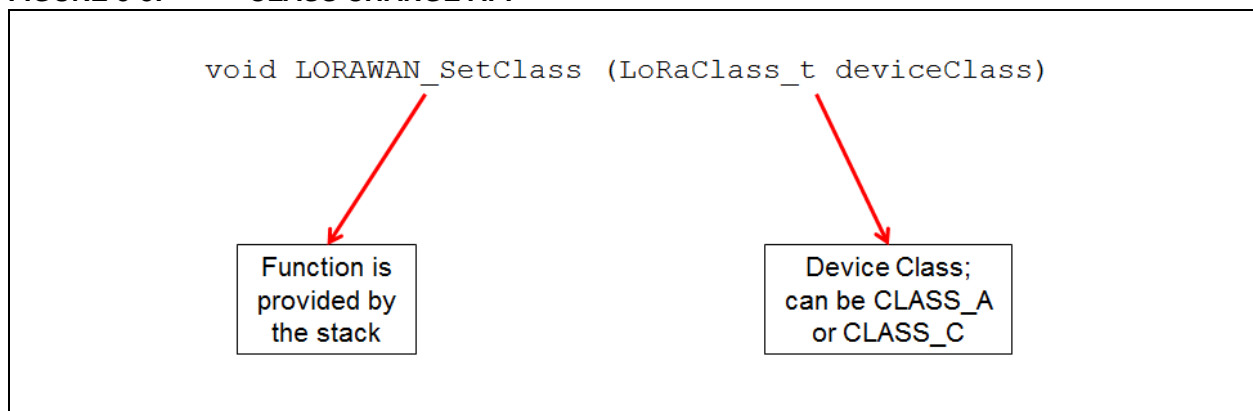 void LORAWAN_SetClass (LoRaClass_t deviceClass)
Function is
provided by
the stack
Device Class;
can be CLASS_A
or CLASS_C